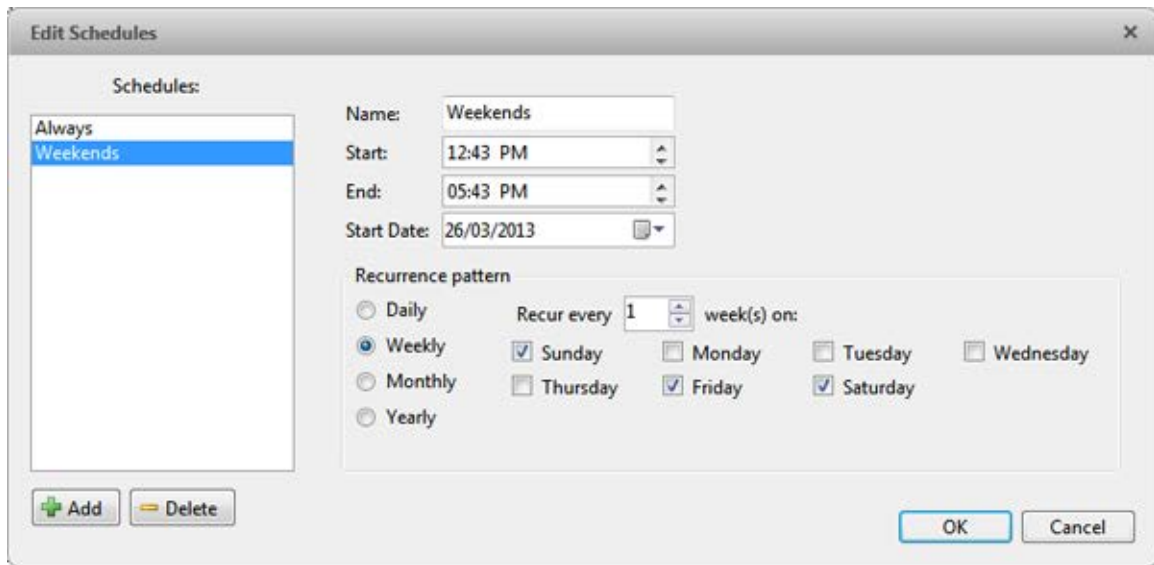 Edit Schedules
Schedules:
Always
Weekends
Name: Weekends
Start: 12:43 PM
End: 05:43 PM
Start Date: 26/03/2013
Recurrence pattern
Daily Recur every 1 week(s) on:
Weekly Sunday Monday Tuesday Wednesday
Monthly Thursday Friday Saturday
Yearly
Add Delete
OK Cancel